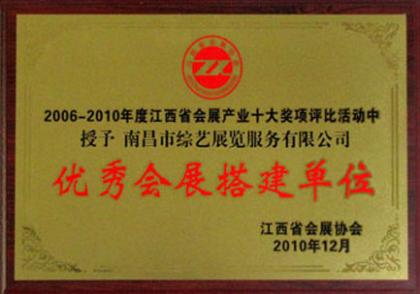 2006-2010年度江西省会展产业十大奖项评比活动中
授予 南昌市综艺展览服务有限公司
优秀会展搭建单位
江西省会展协会
2010年12月